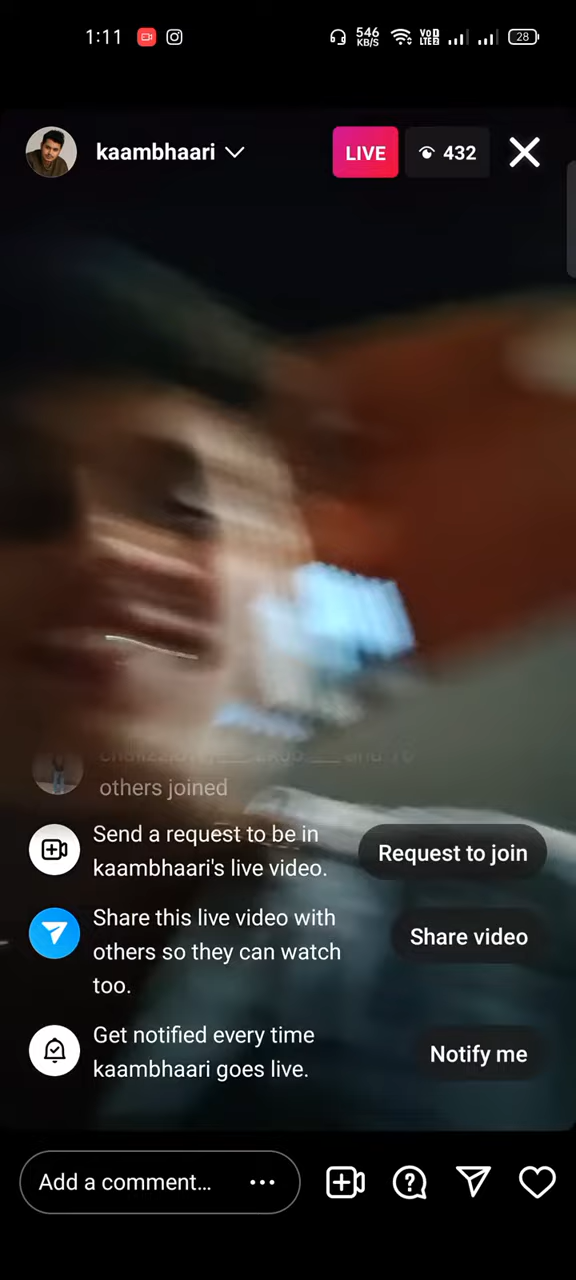 1:11
546
KB/S
VO
LTE 2
28
kaambhaari
LIVE
432
others joined
Send a request to be in
kaambhaari's live video.
Request to join
Share this live video with
others so they can watch
too.
Share video
Get notified every time
kaambhaari goes live.
Notify me
Add a comment...